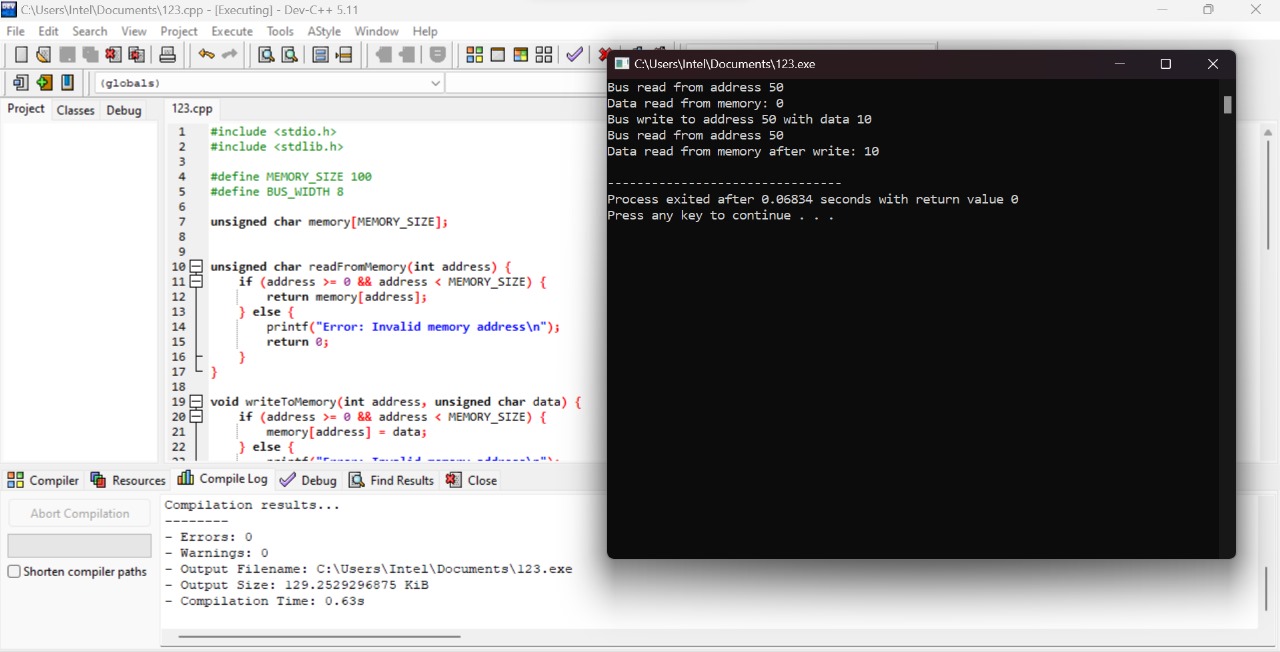 C:\Users\Intel\Documents\123.cpp - [Executing] - Dev-C++ 5.11
File Edit Search View Project Execute Tools AStyle Window Help
(globals)
Project Classes Debug
123.cpp
1 #include <stdio.h>
2 #include <stdlib.h>
3
4 #define MEMORY_SIZE 100
5 #define BUS_WIDTH 8
6
7 unsigned char memory[MEMORY_SIZE];
8
9
10 unsigned char readFromMemory(int address) {
11 if (address >= 0 && address < MEMORY_SIZE) {
12 return memory[address];
13 } else {
14 printf("Error: Invalid memory address\n");
15 return 0;
16 }
17 }
18
19 void writeToMemory(int address, unsigned char data) {
20 if (address >= 0 && address < MEMORY_SIZE) {
21 memory[address] = data;
22 } else {
23 printf("Error: Invalid memory address\n");
C:\Users\Intel\Documents\123.exe
Bus read from address 50
Data read from memory: 0
Bus write to address 50 with data 10
Bus read from address 50
Data read from memory after write: 10
--------------------------------
Process exited after 0.06834 seconds with return value 0
Press any key to continue . . .
Compiler Resources Compile Log Debug Find Results Close
Abort Compilation
Shorten compiler paths
Compilation results...
--------
- Errors: 0
- Warnings: 0
- Output Filename: C:\Users\Intel\Documents\123.exe
- Output Size: 129.2529296875 KiB
- Compilation Time: 0.63s